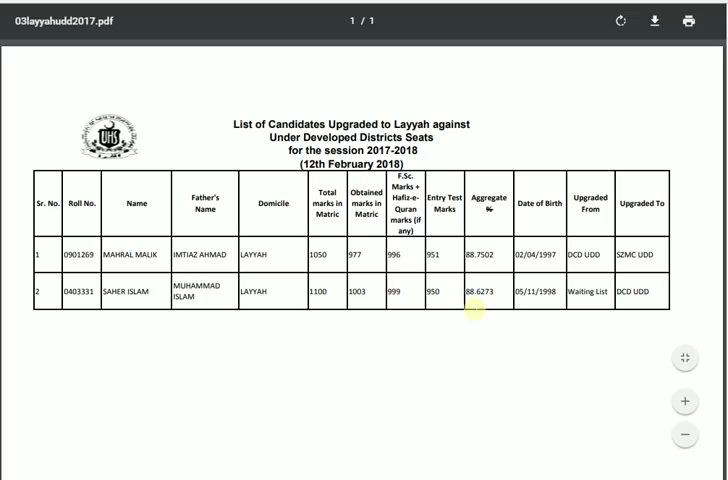 03layyahudd2017.pdf
1 / 1
UHS
List of Candidates Upgraded to Layyah against
Under Developed Districts Seats
for the session 2017-2018
(12th February 2018)
Sr. No. Roll No. Name Father's Name Domicile Total marks in Matric Obtained marks in Matric F.Sc. Marks + Hafiz-e-Quran marks (if any) Entry Test Marks Aggregate % Date of Birth Upgraded From Upgraded To
1 0901269 MAHRAL MALIK IMTIAZ AHMAD LAYYAH 1050 977 996 951 88.7502 02/04/1997 DCD UDD SZMC UDD
2 0403331 SAHER ISLAM MUHAMMAD ISLAM LAYYAH 1100 1003 999 950 88.6273 05/11/1998 Waiting List DCD UDD